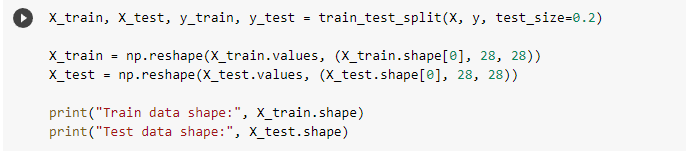 X_train, X_test, y_train, y_test = train_test_split(X, y, test_size=0.2)
X_train = np.reshape(X_train.values, (X_train.shape[0], 28, 28))
X_test = np.reshape(X_test.values, (X_test.shape[0], 28, 28))
print("Train data shape:", X_train.shape)
print("Test data shape:", X_test.shape)